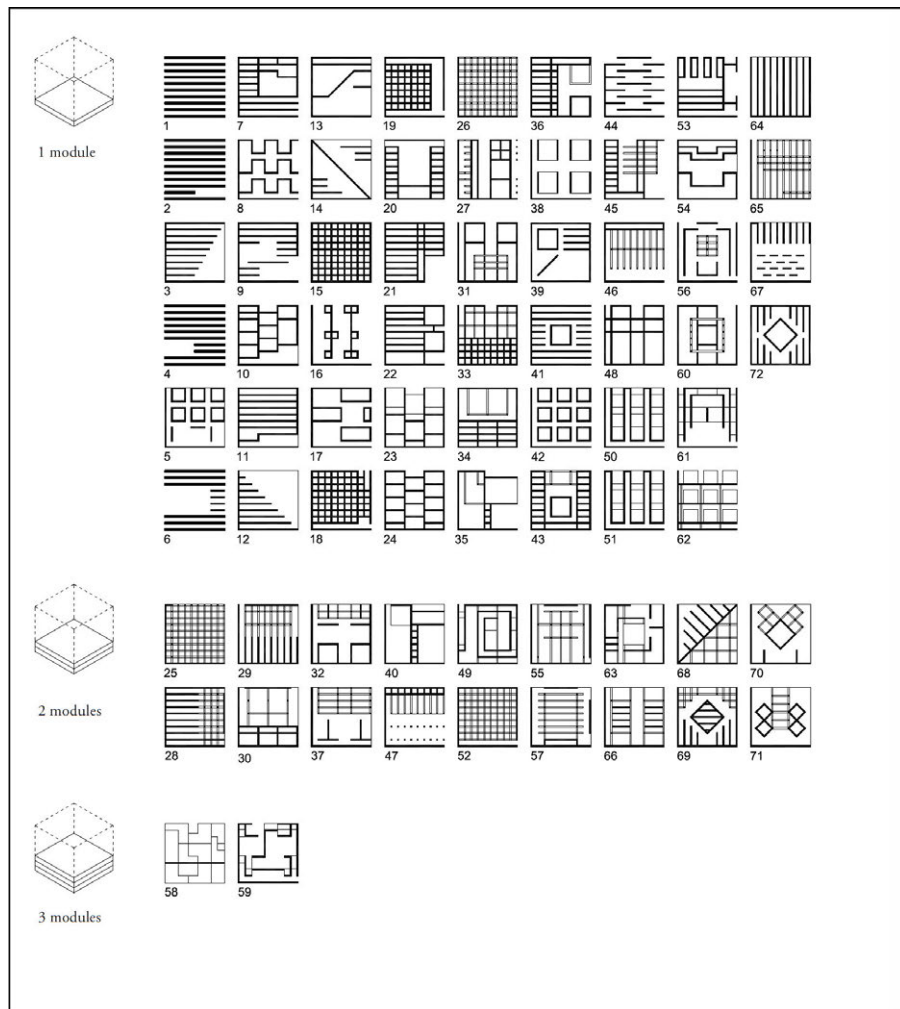 1 7 13 19 26 36 44 53 64
1 module
2 8 14 20 27 38 45 54 65
3 9 15 21 31 39 46 56 67
4 10 16 22 33 41 48 60 72
5 11 17 23 34 42 50 61
6 12 18 24 35 43 51 62
25 29 32 40 49 55 63 68 70
2 modules
28 30 37 47 52 57 66 69 71
58 59
3 modules